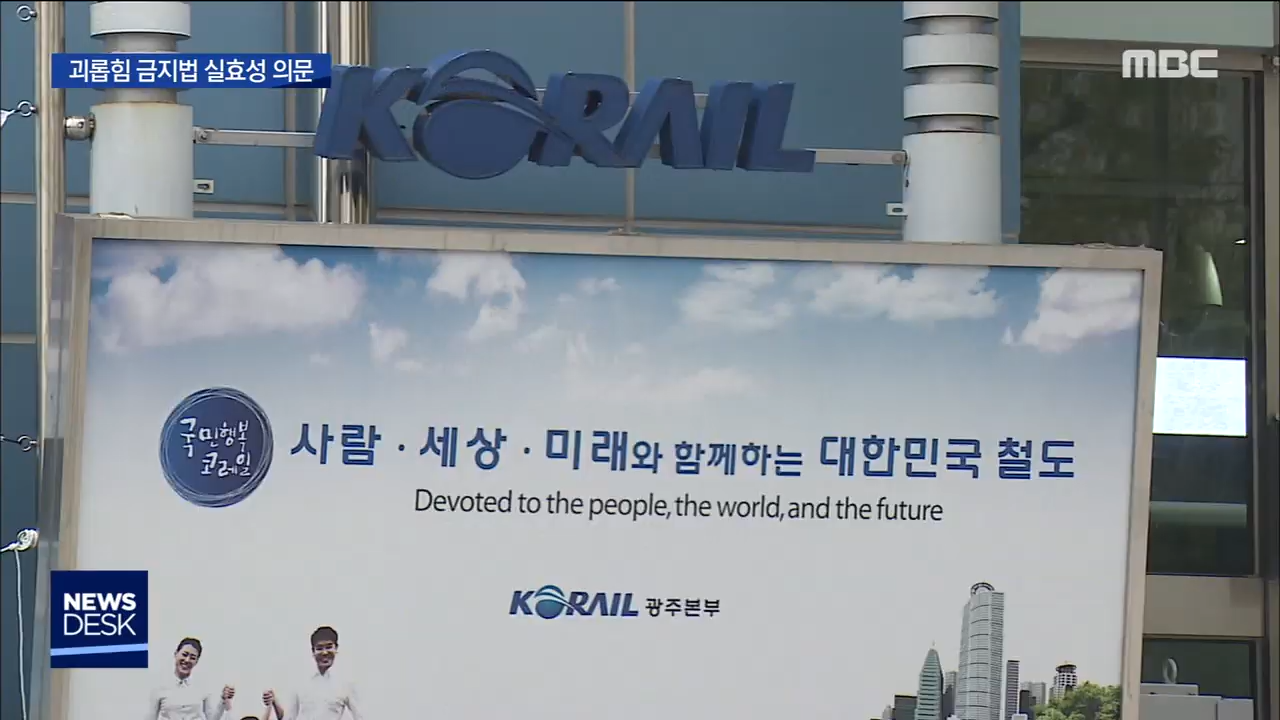 괴롭힘 금지법 실효성 의문
MBC
KORAIL
국민행복
코레일
사람·세상·미래와 함께하는 대한민국 철도
Devoted to the people, the world, and the future
KORAIL 광주본부
NEWS
DESK